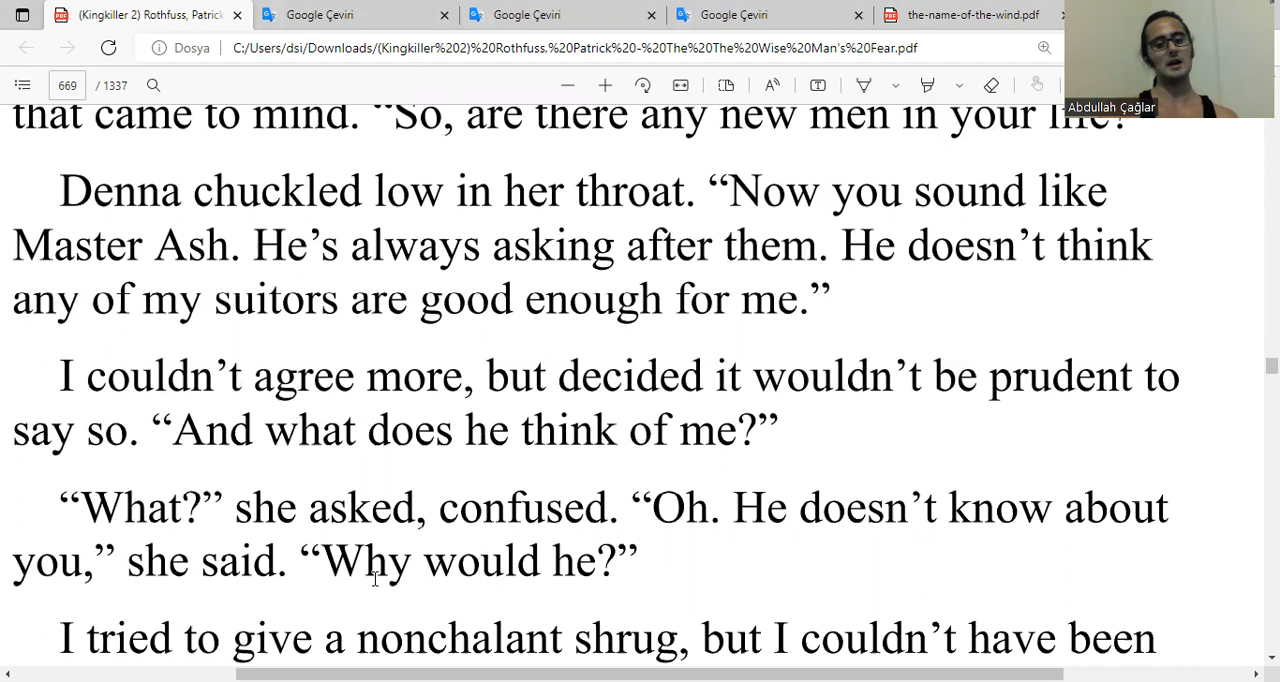 (Kingkiller 2) Rothfuss, Patrick
Google Çeviri
Google Çeviri
Google Çeviri
the-name-of-the-wind.pdf
Dosya
C:/Users/dsi/Downloads/(Kingkiller%202)%20Rothfuss,%20Patrick%20-%20The%20The%20Wise%20Man's%20Fear.pdf
669 / 1337
Abdullah Çağlar
that came to mind. “So, are there any new men in your life?
Denna chuckled low in her throat. “Now you sound like
Master Ash. He’s always asking after them. He doesn’t think
any of my suitors are good enough for me.”
I couldn’t agree more, but decided it wouldn’t be prudent to
say so. “And what does he think of me?”
“What?” she asked, confused. “Oh. He doesn’t know about
you,” she said. “Why would he?”
I tried to give a nonchalant shrug, but I couldn’t have been